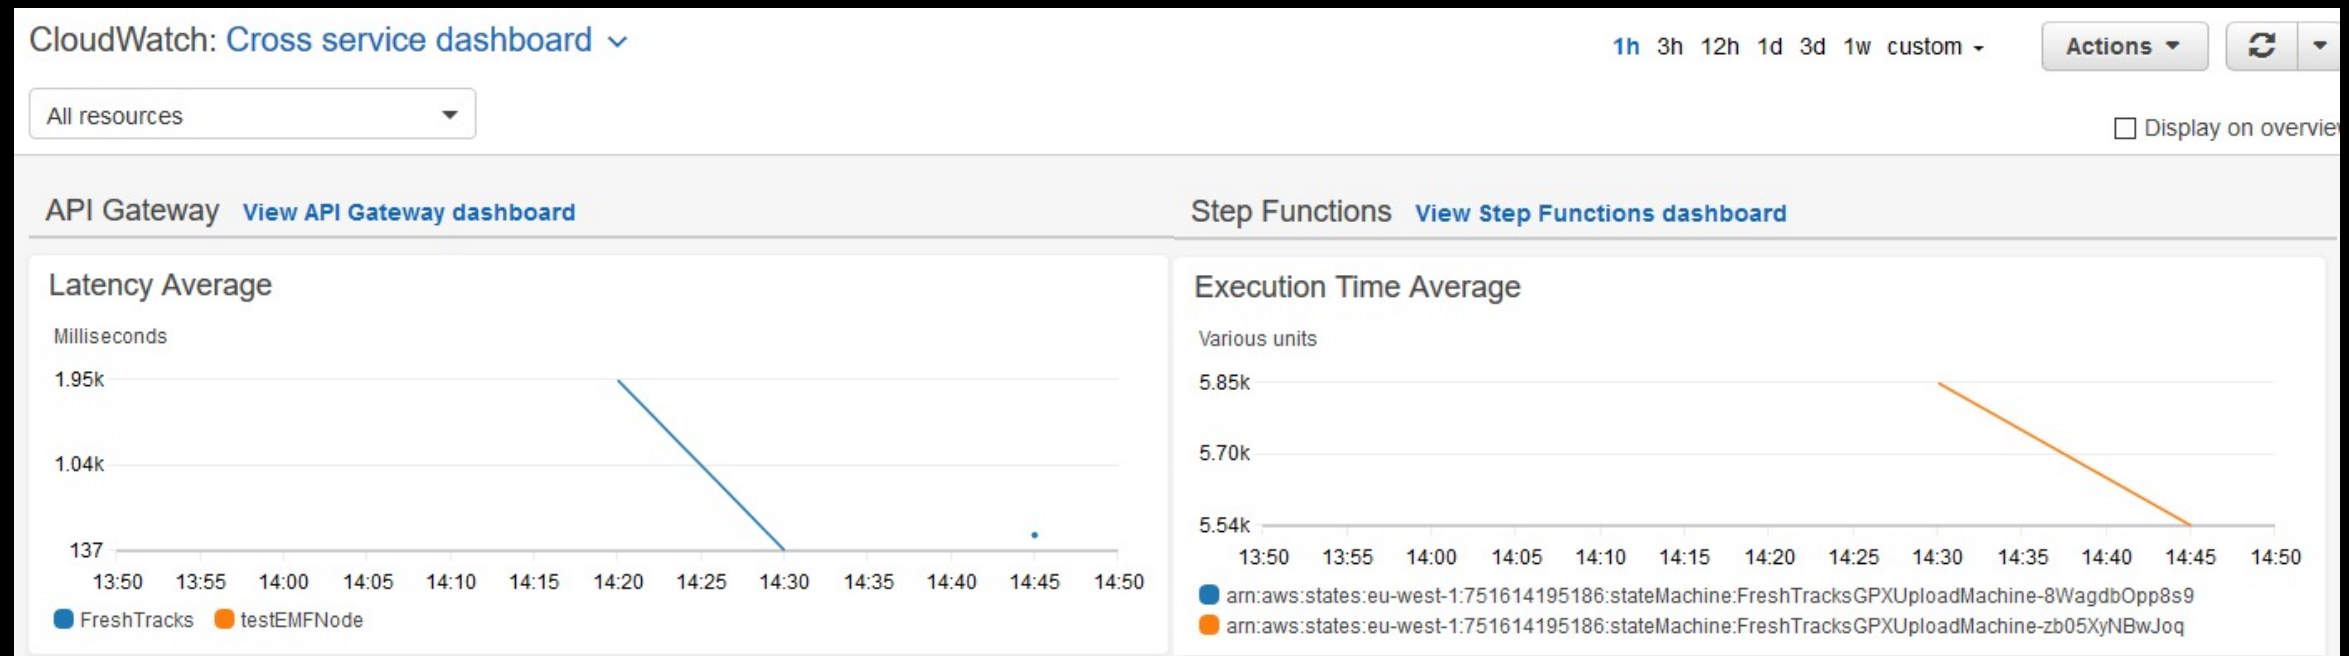 CloudWatch: Cross service dashboard
1h 3h 12h 1d 3d 1w custom
Actions
All resources
Display on overvie
API Gateway View API Gateway dashboard
Latency Average
Milliseconds
1.95k
1.04k
137
13:50 13:55 14:00 14:05 14:10 14:15 14:20 14:25 14:30 14:35 14:40 14:45 14:50
FreshTracks testEMFNode
Step Functions View Step Functions dashboard
Execution Time Average
Various units
5.85k
5.70k
5.54k
13:50 13:55 14:00 14:05 14:10 14:15 14:20 14:25 14:30 14:35 14:40 14:45 14:50
arn:aws:states:eu-west-1:751614195186:stateMachine:FreshTracksGPXUploadMachine-8WagdbOpp8s9
arn:aws:states:eu-west-1:751614195186:stateMachine:FreshTracksGPXUploadMachine-zb05XyNBwJoq